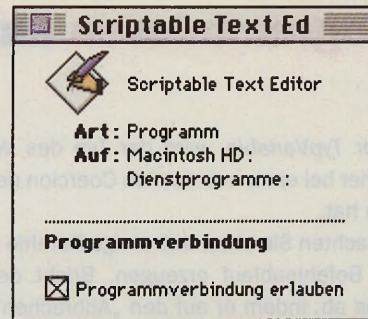 Scriptable Text Ed
Scriptable Text Editor
Art: Programm
Auf: Macintosh HD:
Dienstprogramme:
Programmverbindung
Programmverbindung erlauben